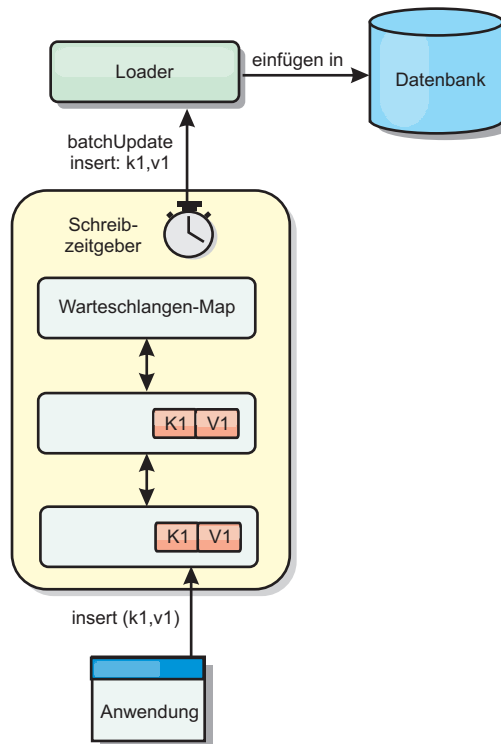 Loader
einfügen in
Datenbank
batchUpdate
insert: k1,v1
Schreib-
zeitgeber
Warteschlangen-Map
K1 V1
K1 V1
insert (k1,v1)
Anwendung